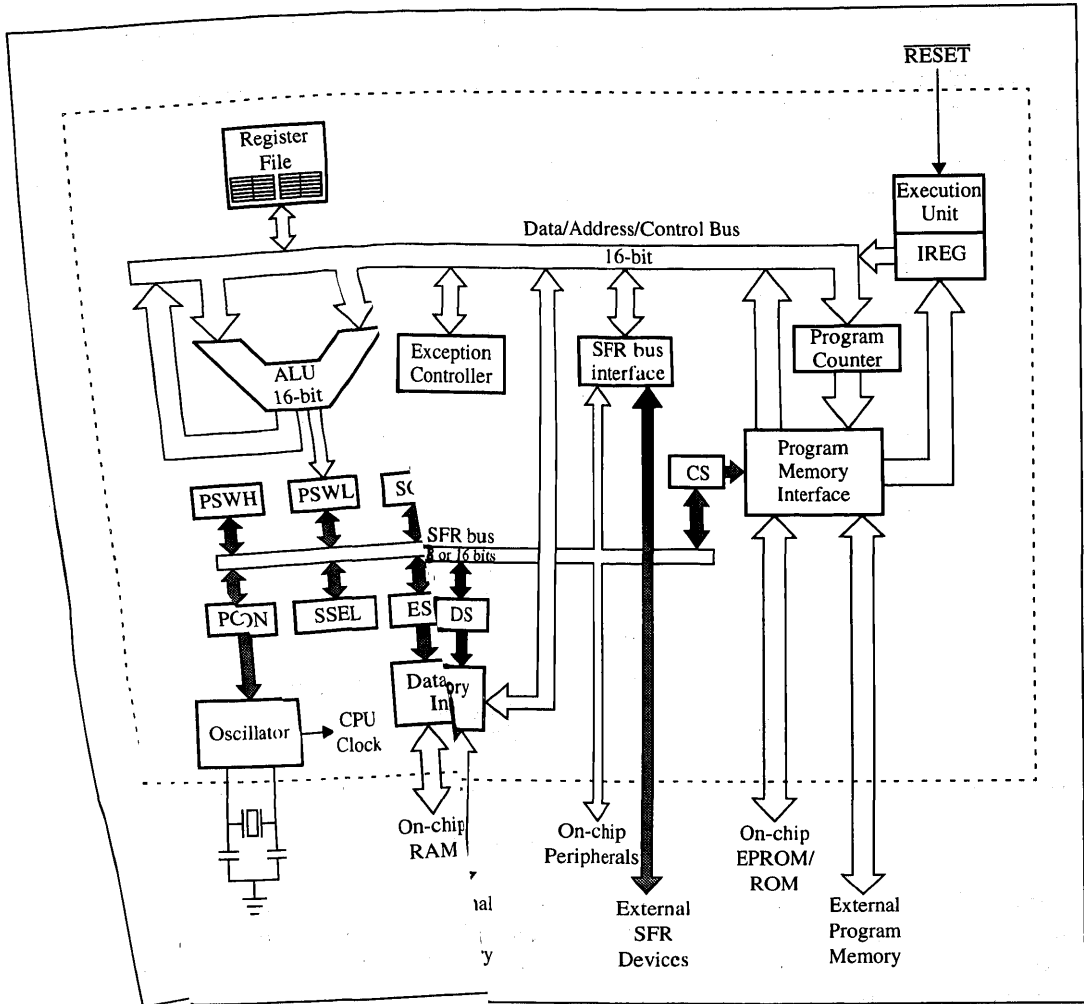 RESET
Register
File
Execution
Unit
Data/Address/Control Bus
16-bit
IREG
ALU
16-bit
Exception
Controller
SFR bus
interface
Program
Counter
Program
Memory
Interface
CS
PSWH
PSWL
SFR bus
or 16 bits
SSEL
ES
DS
Data
Oscillator
CPU
Clock
On-chip
RAM
On-chip
Peripherals
On-chip
EPROM/
ROM
External
SFR
Devices
External
Program
Memory